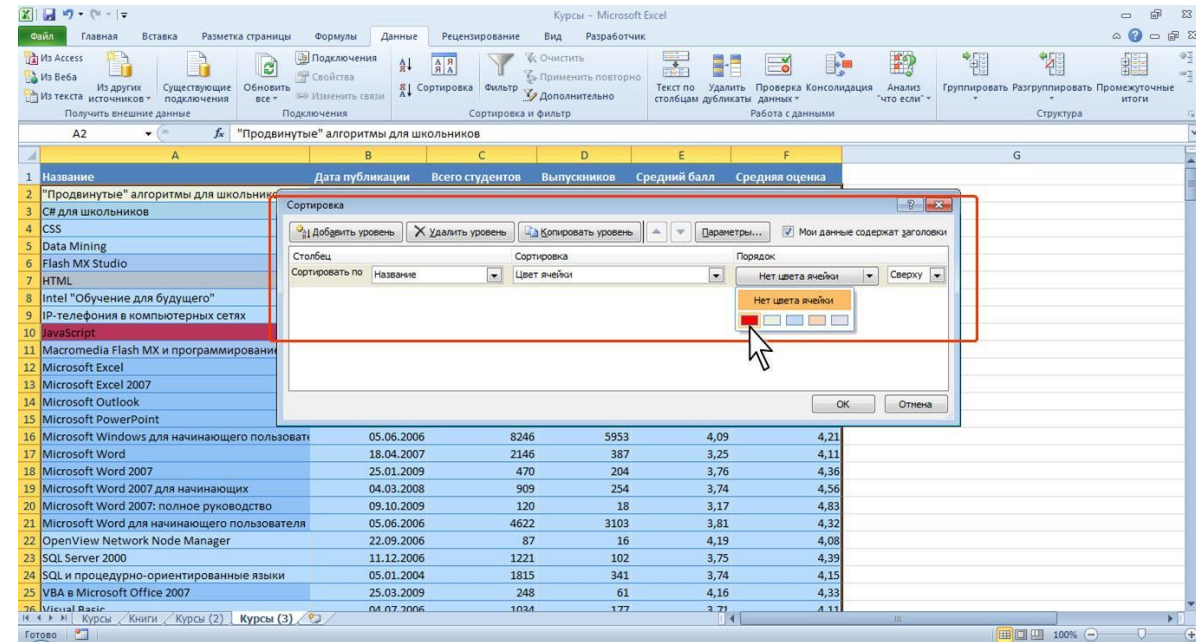 Курсы - Microsoft Excel
Файл Главная Вставка Разметка страницы Формулы Данные Рецензирование Вид Разработчик
Из Access
Из Веба
Из текста
Из других источников
Существующие подключения
Получить внешние данные
Обновить все
Подключения
Свойства
Изменить связи
Подключения
Сортировка
Фильтр
Очистить
Применить повторно
Дополнительно
Сортировка и фильтр
Текст по столбцам
Удалить дубликаты
Проверка данных
Консолидация
Анализ "что если"
Работа с данными
Группировать
Разгруппировать
Промежуточные итоги
Структура
A2 fx "Продвинутые" алгоритмы для школьников
A B C D E F G
1 Название Дата публикации Всего студентов Выпускников Средний балл Средняя оценка
2 "Продвинутые" алгоритмы для
3 C# для школьников
4 CSS
5 Data Mining
6 Flash MX Studio
7 HTML
8 Intel "Обучение для будущего"
9 IP-телефония в компьютерных сетях
10 JavaScript
11 Macromedia Flash MX и
12 Microsoft Excel
13 Microsoft Excel 2007
14 Microsoft Outlook
15 Microsoft PowerPoint
Сортировка
Добавить уровень Удалить уровень Копировать уровень Параметры... Мои данные содержат заголовки
Столбец Сортировка Порядок
Сортировать по Название Цвет ячейки Нет цвета ячейки Сверху
Нет цвета ячейки
ОК Отмена
16 Microsoft Windows для начинающего 05.06.2006 8246 5953 4,09 4,21
17 Microsoft Word 18.04.2007 2146 387 3,25 4,11
18 Microsoft Word 2007 25.01.2009 470 204 3,76 4,36
19 Microsoft Word 2007 для начинающих 04.03.2008 909 254 3,74 4,56
20 Microsoft Word 2007: полное руководство 09.10.2009 120 18 3,17 4,83
21 Microsoft Word для начинающего пользователя 05.06.2006 4622 3103 3,81 4,32
22 OpenView Network Node Manager 22.09.2006 87 16 4,19 4,08
23 SQL Server 2000 11.12.2006 1221 102 3,75 4,39
24 SQL и процедурно-ориентированные языки 05.01.2004 1815 341 3,74 4,15
25 VBA в Microsoft Office 2007 25.03.2009 248 61 4,16 4,33
26 Visual Basic 04.07.2006 1034 177 3,71 4,11
Курсы Книги Курсы (2) Курсы (3)
Готово 100%